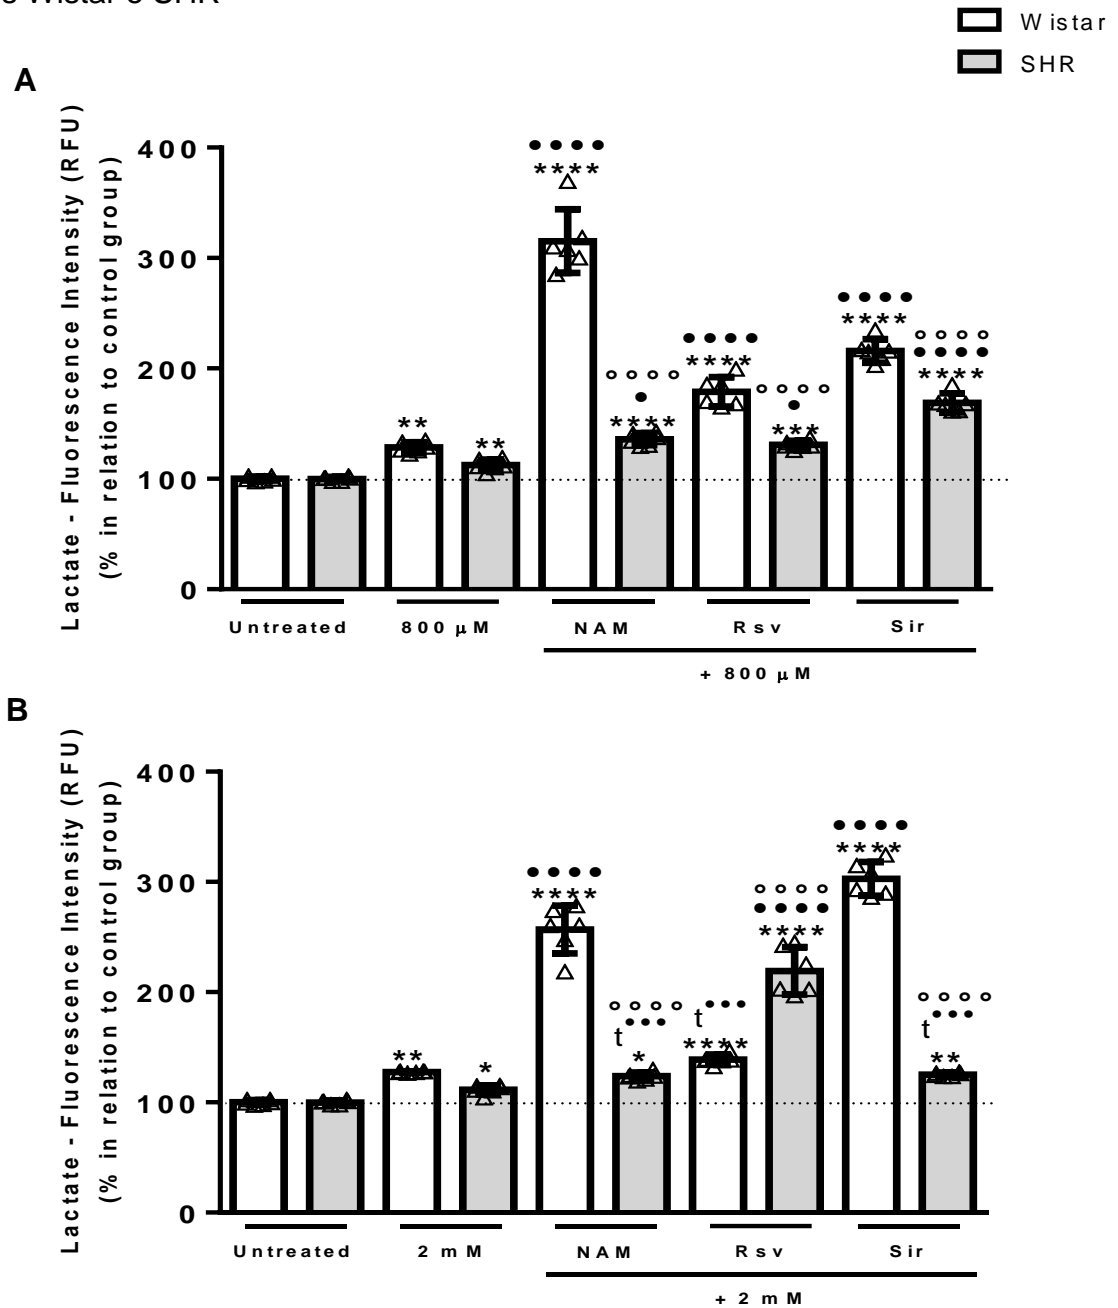 Wistar
SHR
A
Lactate - Fluorescence Intensity (RFU)
(% in relation to control group)
400
300
200
100
0
••••
****
**
**
••••
****
°°°°
•
****
°°°°
•
***
••••
****
°°°°
••••
****
Untreated
800 µM
NAM
Rsv
Sir
+ 800 µM
B
Lactate - Fluorescence Intensity (RFU)
(% in relation to control group)
400
300
200
100
0
**
*
••••
****
°°°°
t •••
*
t •••
****
°°°°
••••
****
••••
****
°°°°
t •••
**
Untreated
2 mM
NAM
Rsv
Sir
+ 2 mM